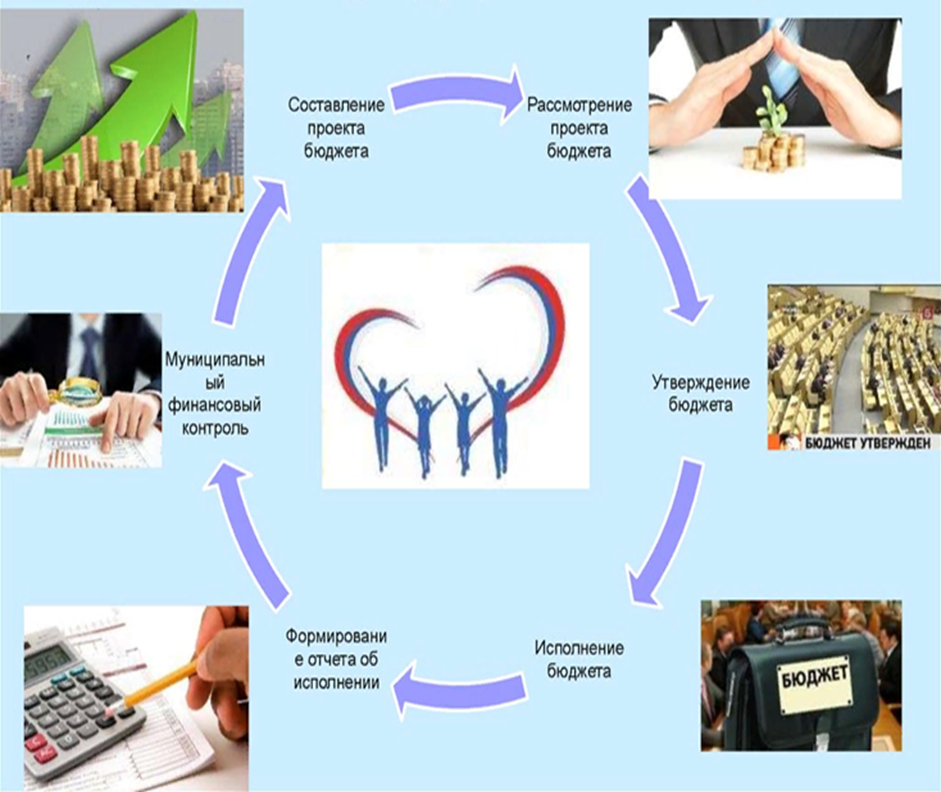 Составление
проекта
бюджета
Рассмотрение
проекта
бюджета
Утверждение
бюджета
БЮДЖЕТ УТВЕРЖДЕН
Исполнение
бюджета
БЮДЖЕТ
Формировани
е отчета об
исполнении
Муниципальн
ый
финансовый
контроль